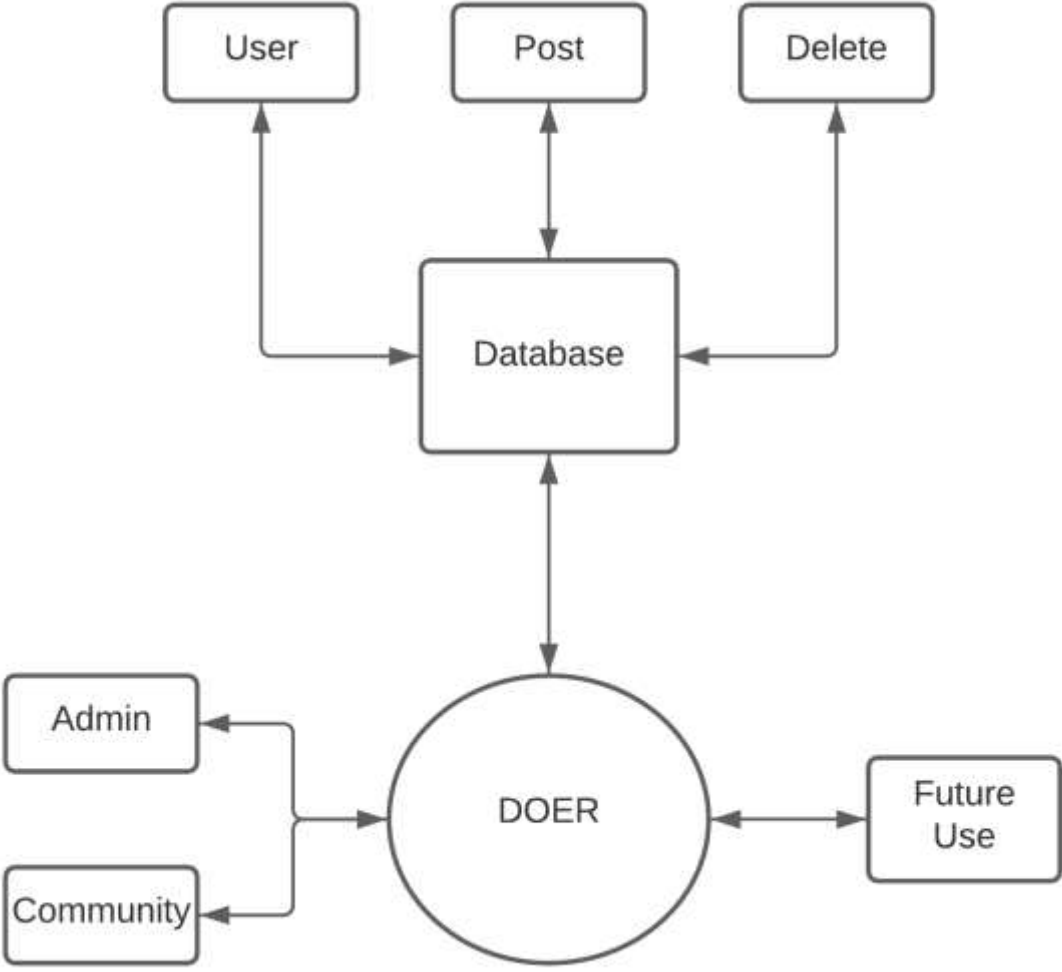 User
Post
Delete
Database
Admin
DOER
Future
Use
Community